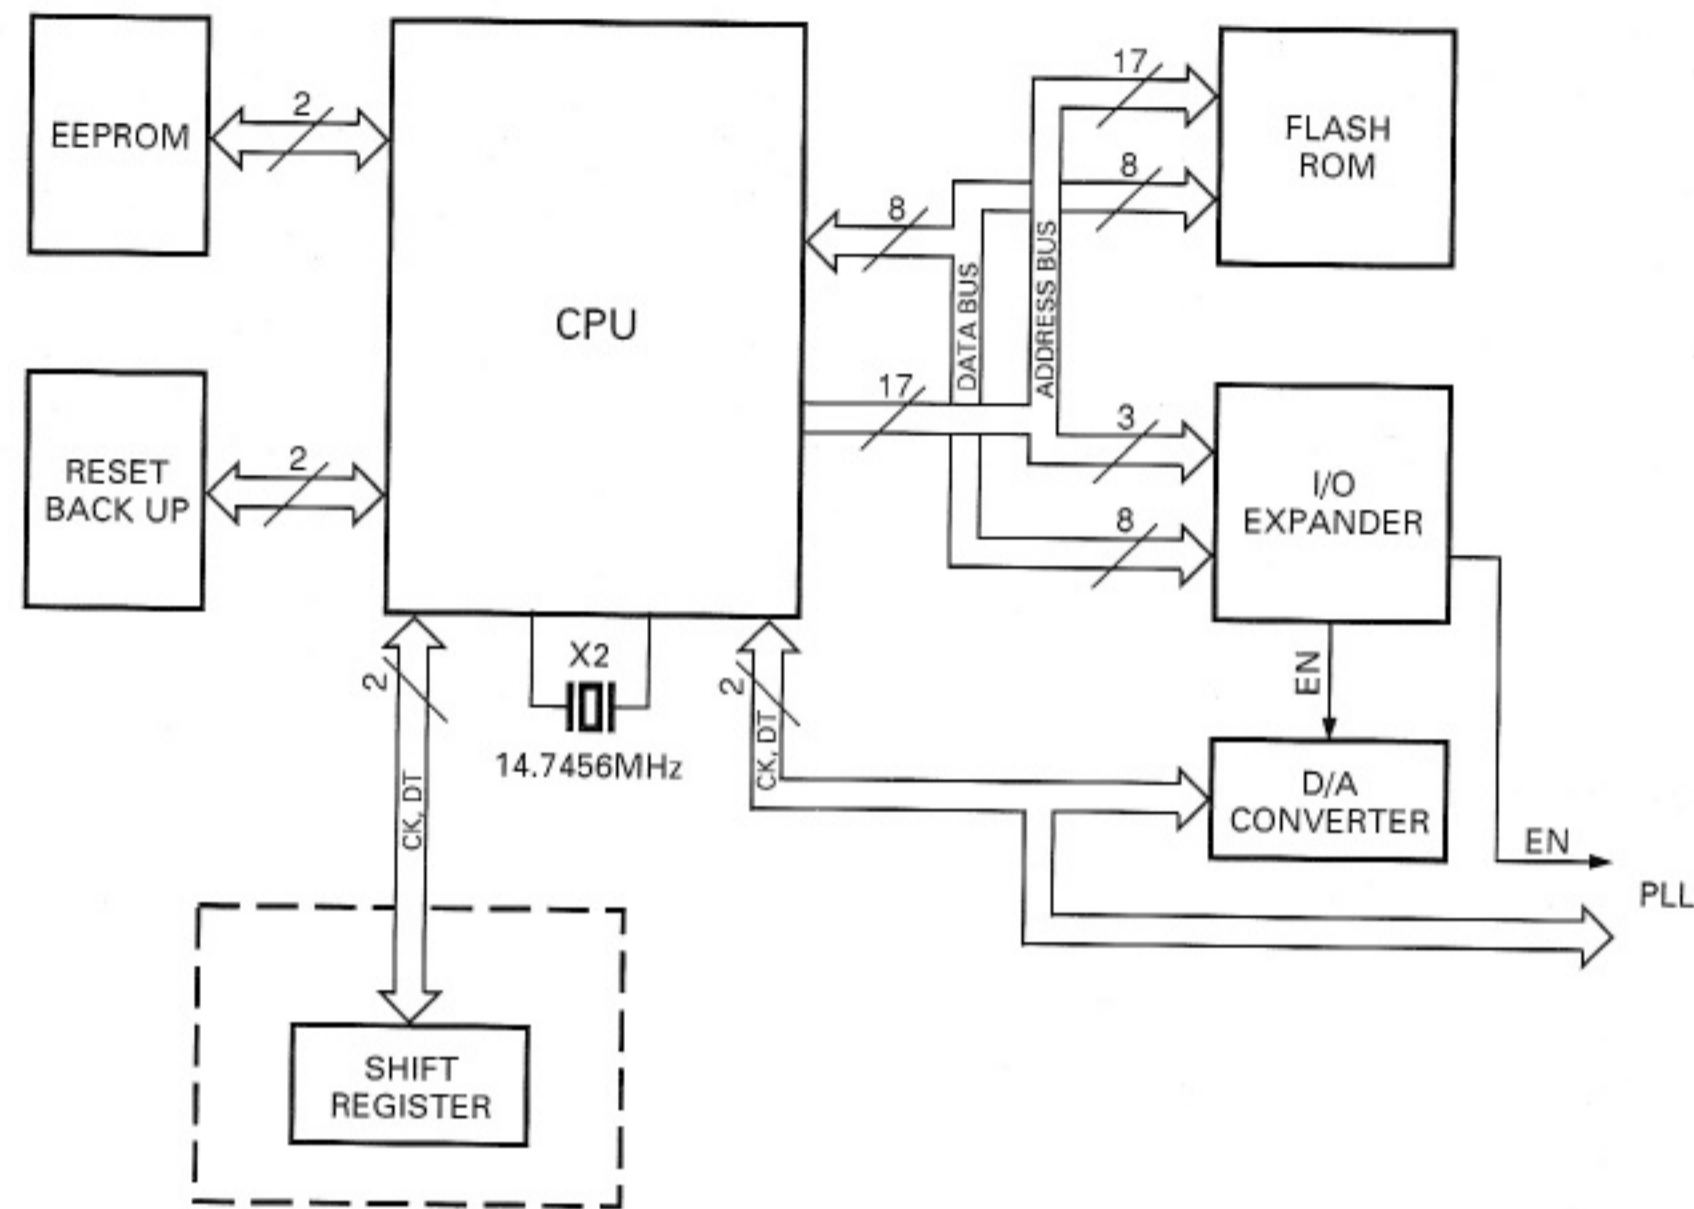 EEPROM
2
CPU
17
FLASH
ROM
8
8
DATA BUS
ADDRESS BUS
17
3
RESET
BACK UP
2
I/O
EXPANDER
8
2
X2
14.7456MHz
2
CK, DT
CK, DT
EN
D/A
CONVERTER
EN
PLL
SHIFT
REGISTER